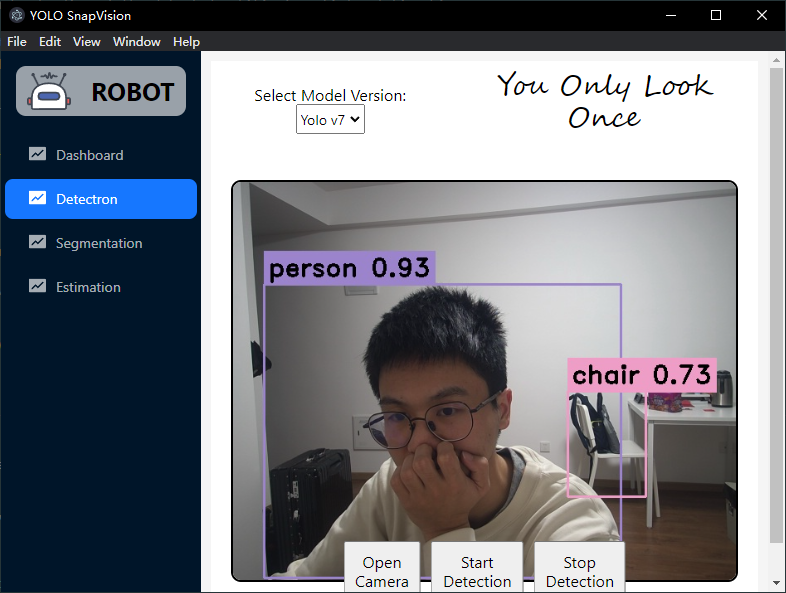 YOLO SnapVision
File Edit View Window Help
ROBOT
Dashboard
Detectron
Segmentation
Estimation
Select Model Version:
Yolo v7
You Only Look
Once
person 0.93
chair 0.73
Open
Camera
Start
Detection
Stop
Detection